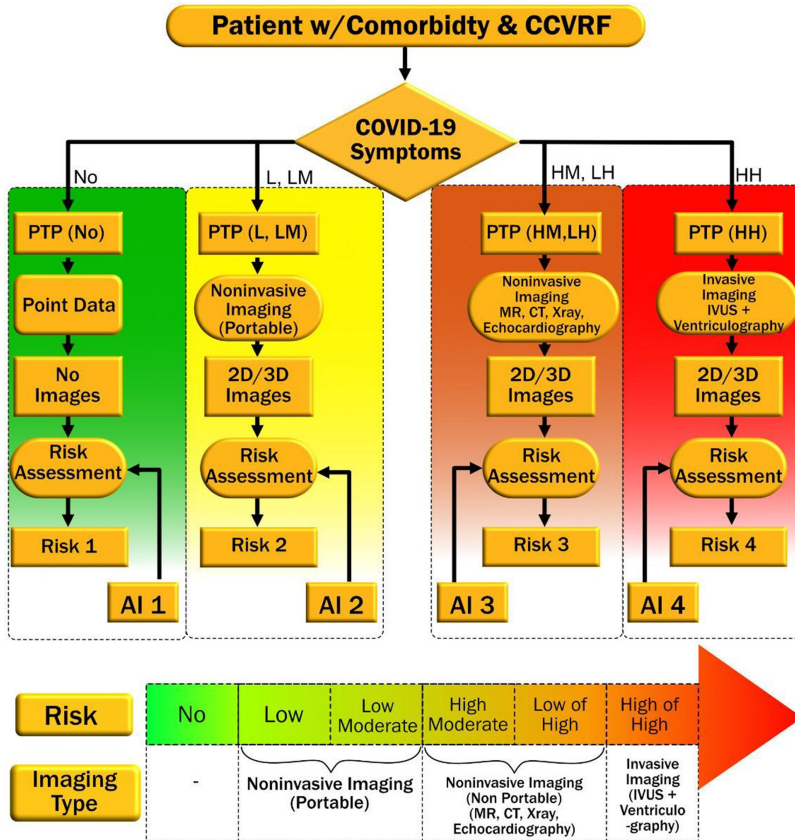 Patient w/Comorbidty & CCVRF
COVID-19
Symptoms
No
L, LM
HM, LH
HH
PTP (No)
PTP (L, LM)
PTP (HM,LH)
PTP (HH)
Point Data
Noninvasive
Imaging
(Portable)
Noninvasive
Imaging
MR, CT, Xray,
Echocardiography
Invasive
Imaging
IVUS +
Ventriculography
No
Images
2D/3D
Images
2D/3D
Images
2D/3D
Images
Risk
Assessment
Risk
Assessment
Risk
Assessment
Risk
Assessment
Risk 1
Risk 2
Risk 3
Risk 4
AI 1
AI 2
AI 3
AI 4
Risk
No
Low
Low
Moderate
High
Moderate
Low of
High
High of
High
Imaging
Type
-
Noninvasive Imaging
(Portable)
Noninvasive Imaging
(Non Portable)
(MR, CT, Xray,
Echocardiography)
Invasive
Imaging
(IVUS +
Ventriculo
-graphy)